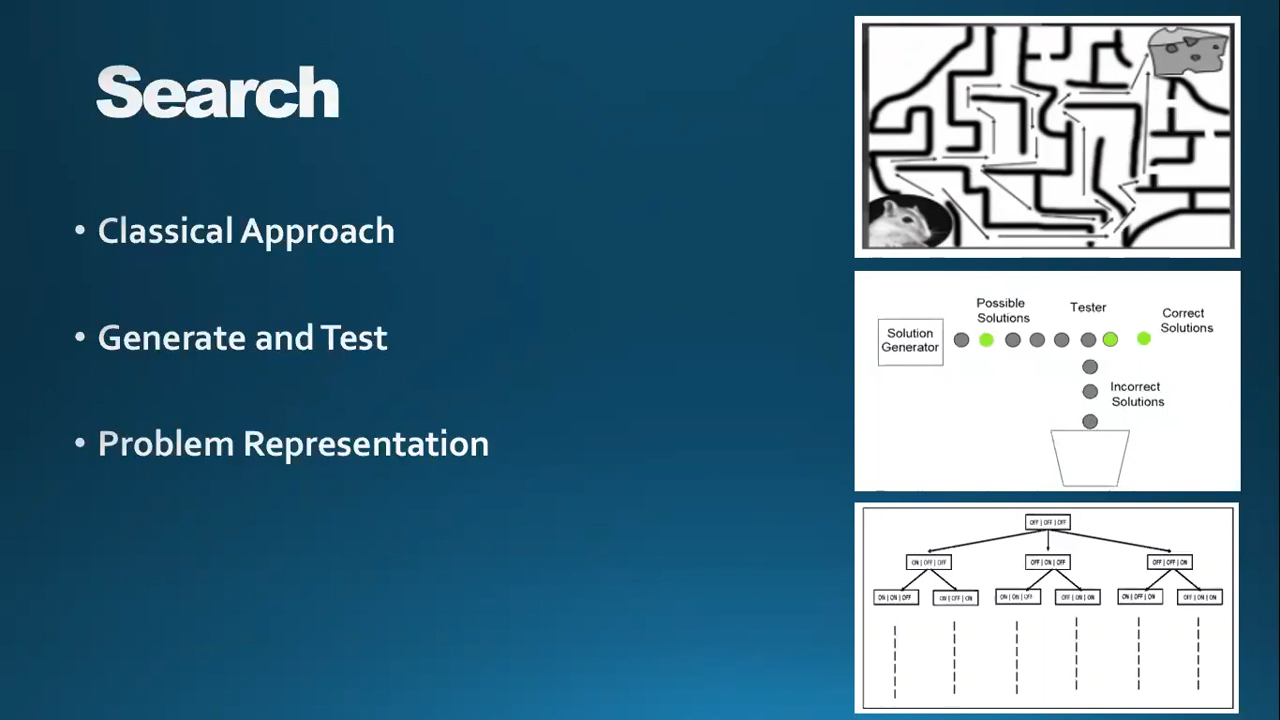 Search
• Classical Approach
• Generate and Test
• Problem Representation
Possible
Solutions
Tester
Correct
Solutions
Solution
Generator
Incorrect
Solutions
OFF | OFF | OFF
ON | OFF | OFF
OFF | ON | OFF
OFF | OFF | ON
ON | ON | OFF
ON | OFF | ON
ON | ON | OFF
OFF | ON | ON
ON | OFF | ON
OFF | ON | ON